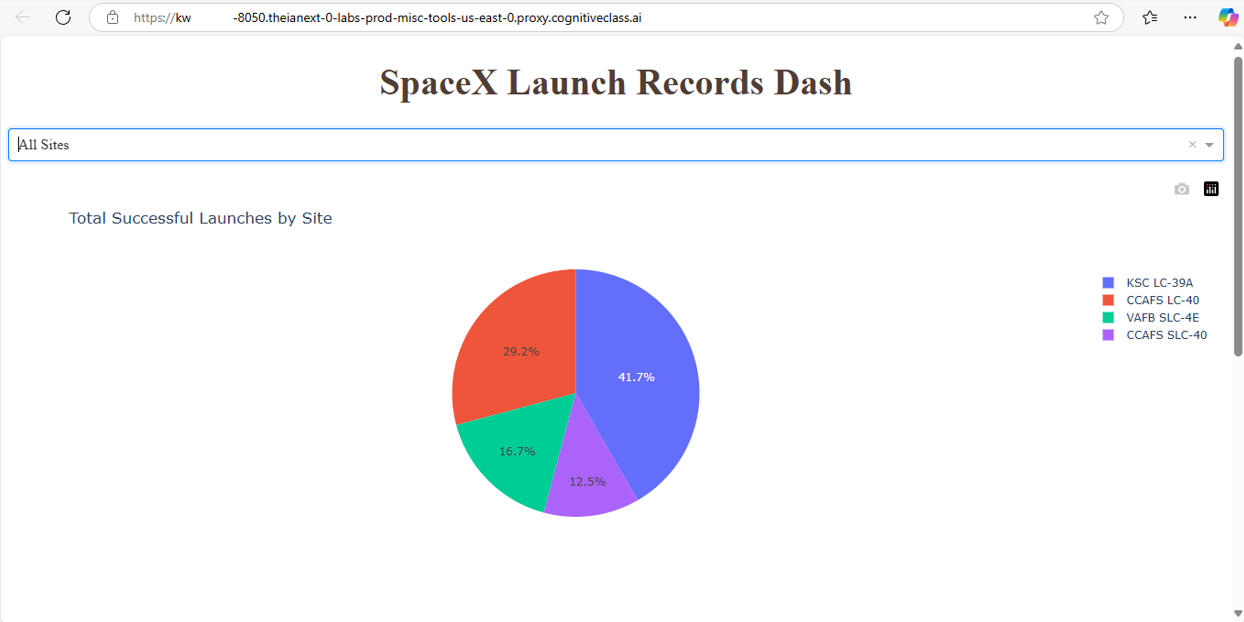 https://kw -8050.theianext-0-labs-prod-misc-tools-us-east-0.proxy.cognitiveclass.ai
SpaceX Launch Records Dash
All Sites
Total Successful Launches by Site
KSC LC-39A
CCAFS LC-40
VAFB SLC-4E
CCAFS SLC-40
29.2%
41.7%
16.7%
12.5%